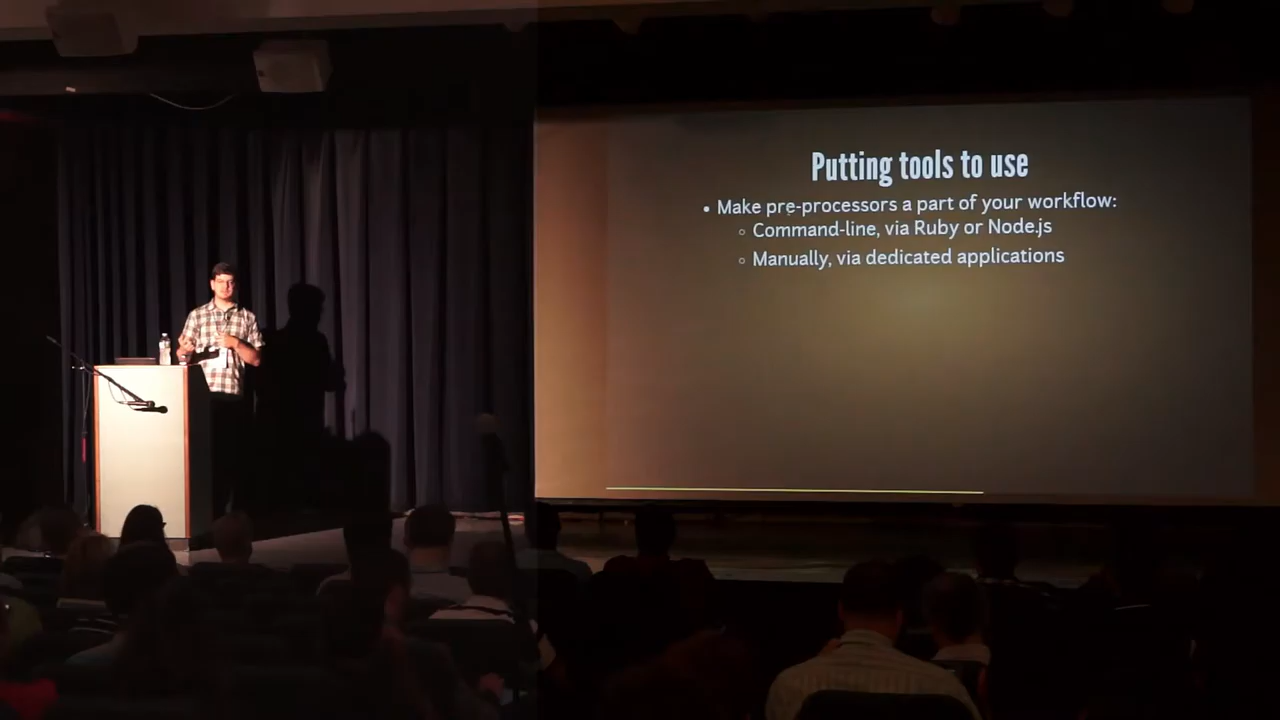 Putting tools to use
• Make pre-processors a part of your workflow:
○ Command-line, via Ruby or Node.js
○ Manually, via dedicated applications